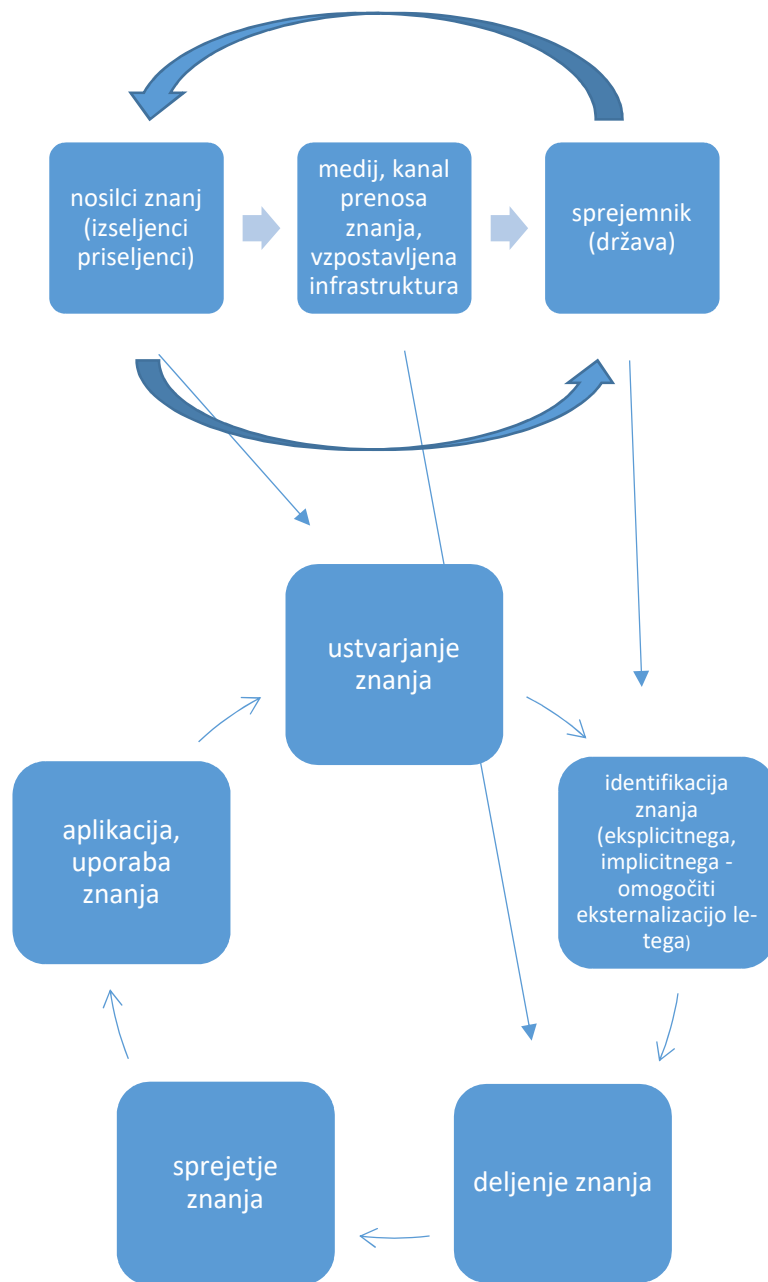 nosilci znanj
(izseljenci
priseljenci)
medij, kanal
prenosa
znanja,
vzpostavljena
infrastruktura
sprejemnik
(država)
ustvarjanje
znanja
identifikacija
znanja
(eksplicitnega,
implicitnega -
omogočiti
eksternalizacijo le-
tega)
deljenje znanja
sprejetje
znanja
aplikacija,
uporaba
znanja